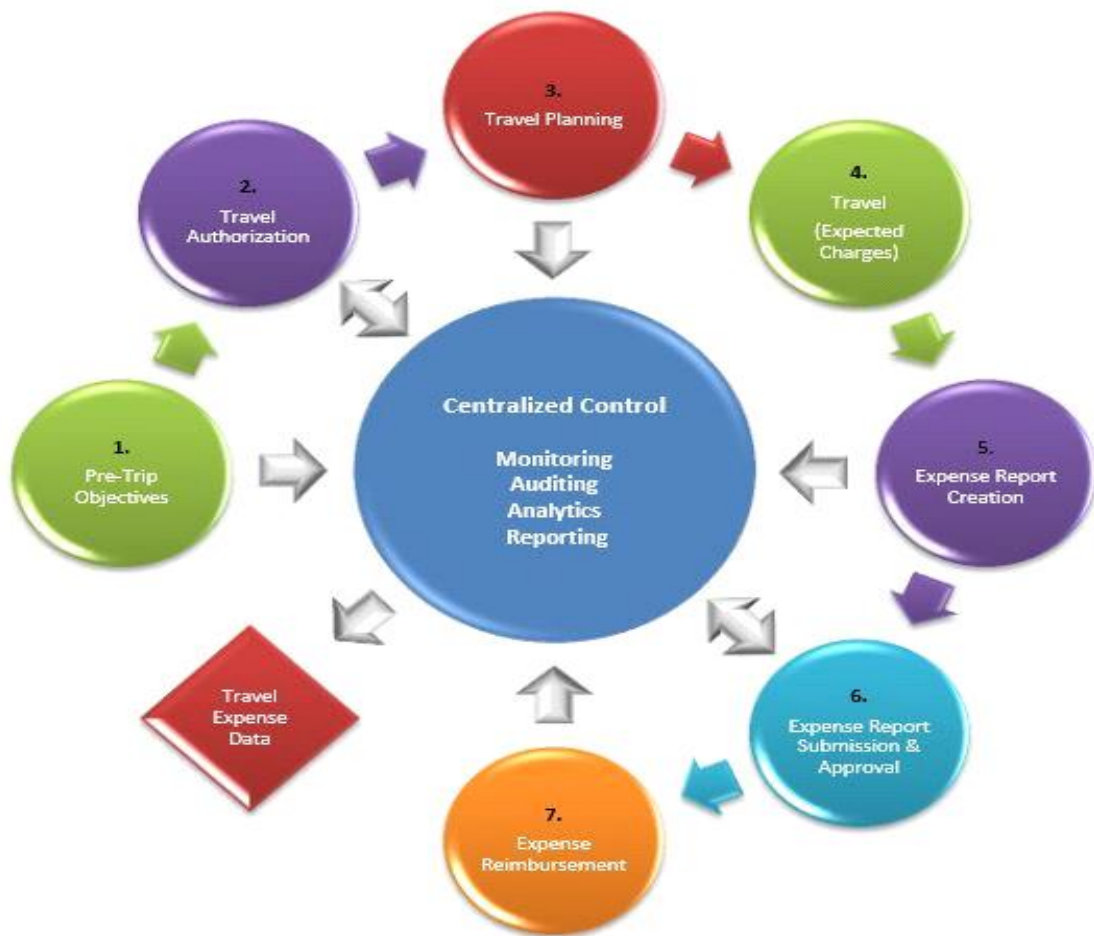 1.
Pre-Trip
Objectives
2.
Travel
Authorization
3.
Travel Planning
4.
Travel
(Expected
Charges)
5.
Expense Report
Creation
6.
Expense Report
Submission &
Approval
7.
Expense
Reimbursement
Travel
Expense
Data
Centralized Control
Monitoring
Auditing
Analytics
Reporting